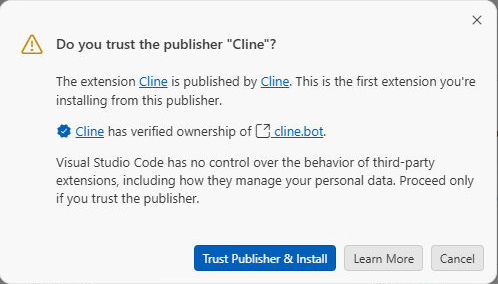 Do you trust the publisher "Cline"?
The extension Cline is published by Cline. This is the first extension you're
installing from this publisher.
Cline has verified ownership of cline.bot.
Visual Studio Code has no control over the behavior of third-party
extensions, including how they manage your personal data. Proceed only
if you trust the publisher.
Trust Publisher & Install Learn More Cancel